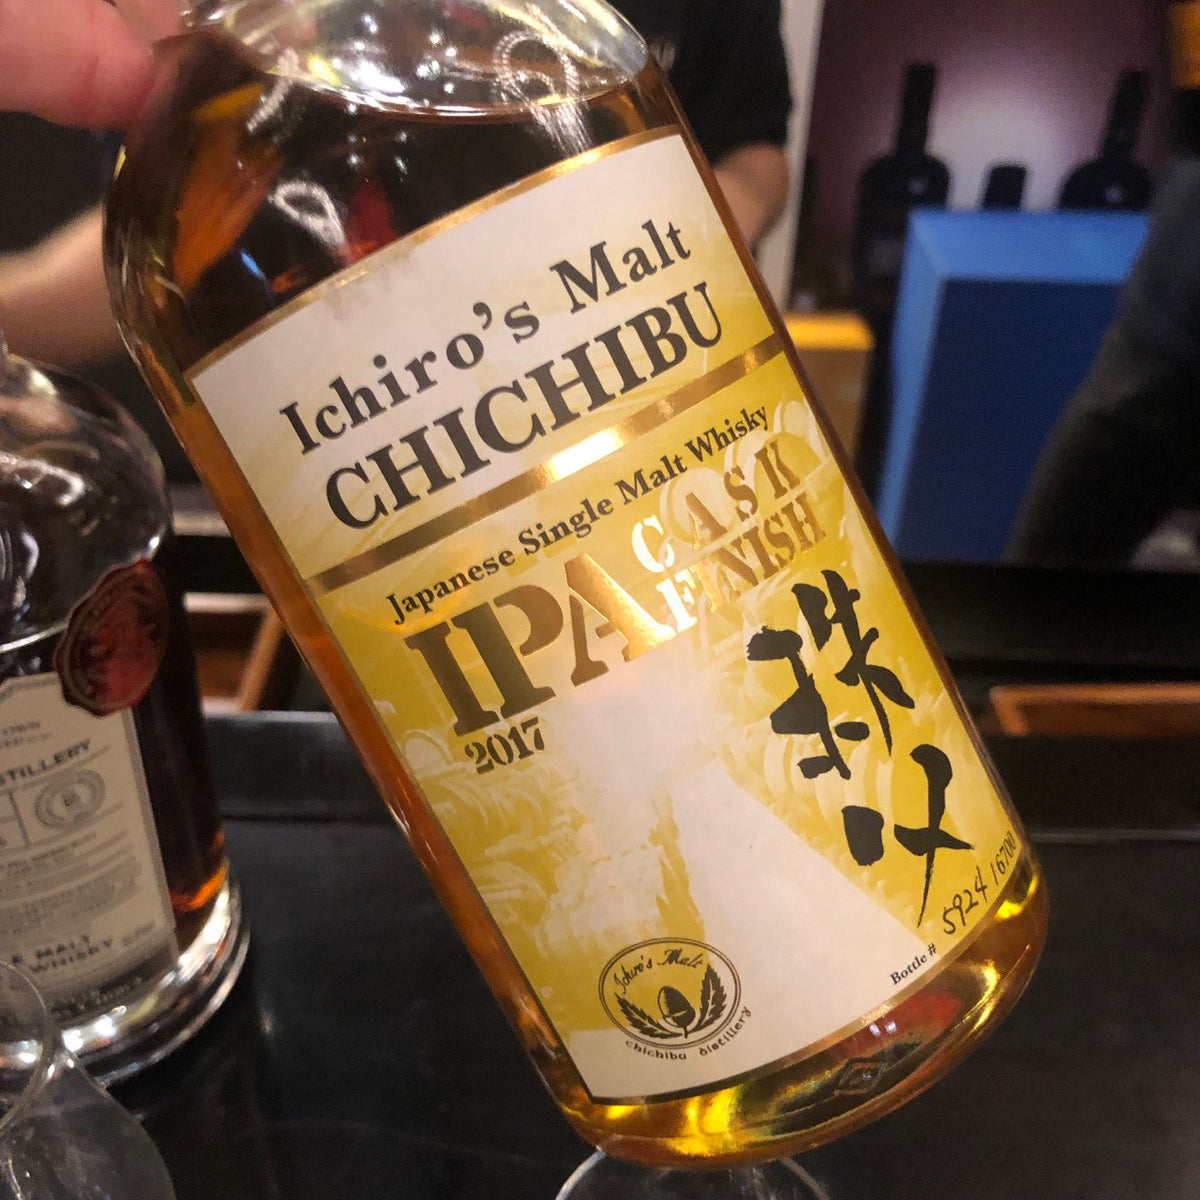 Ichiro's Malt
CHICHIBU
Japanese Single Malt Whisky
IPA CASK
FINISH
2017
秩父
Bottle # 5924 / 6700
Ichiro's Malt
chichibu distillery